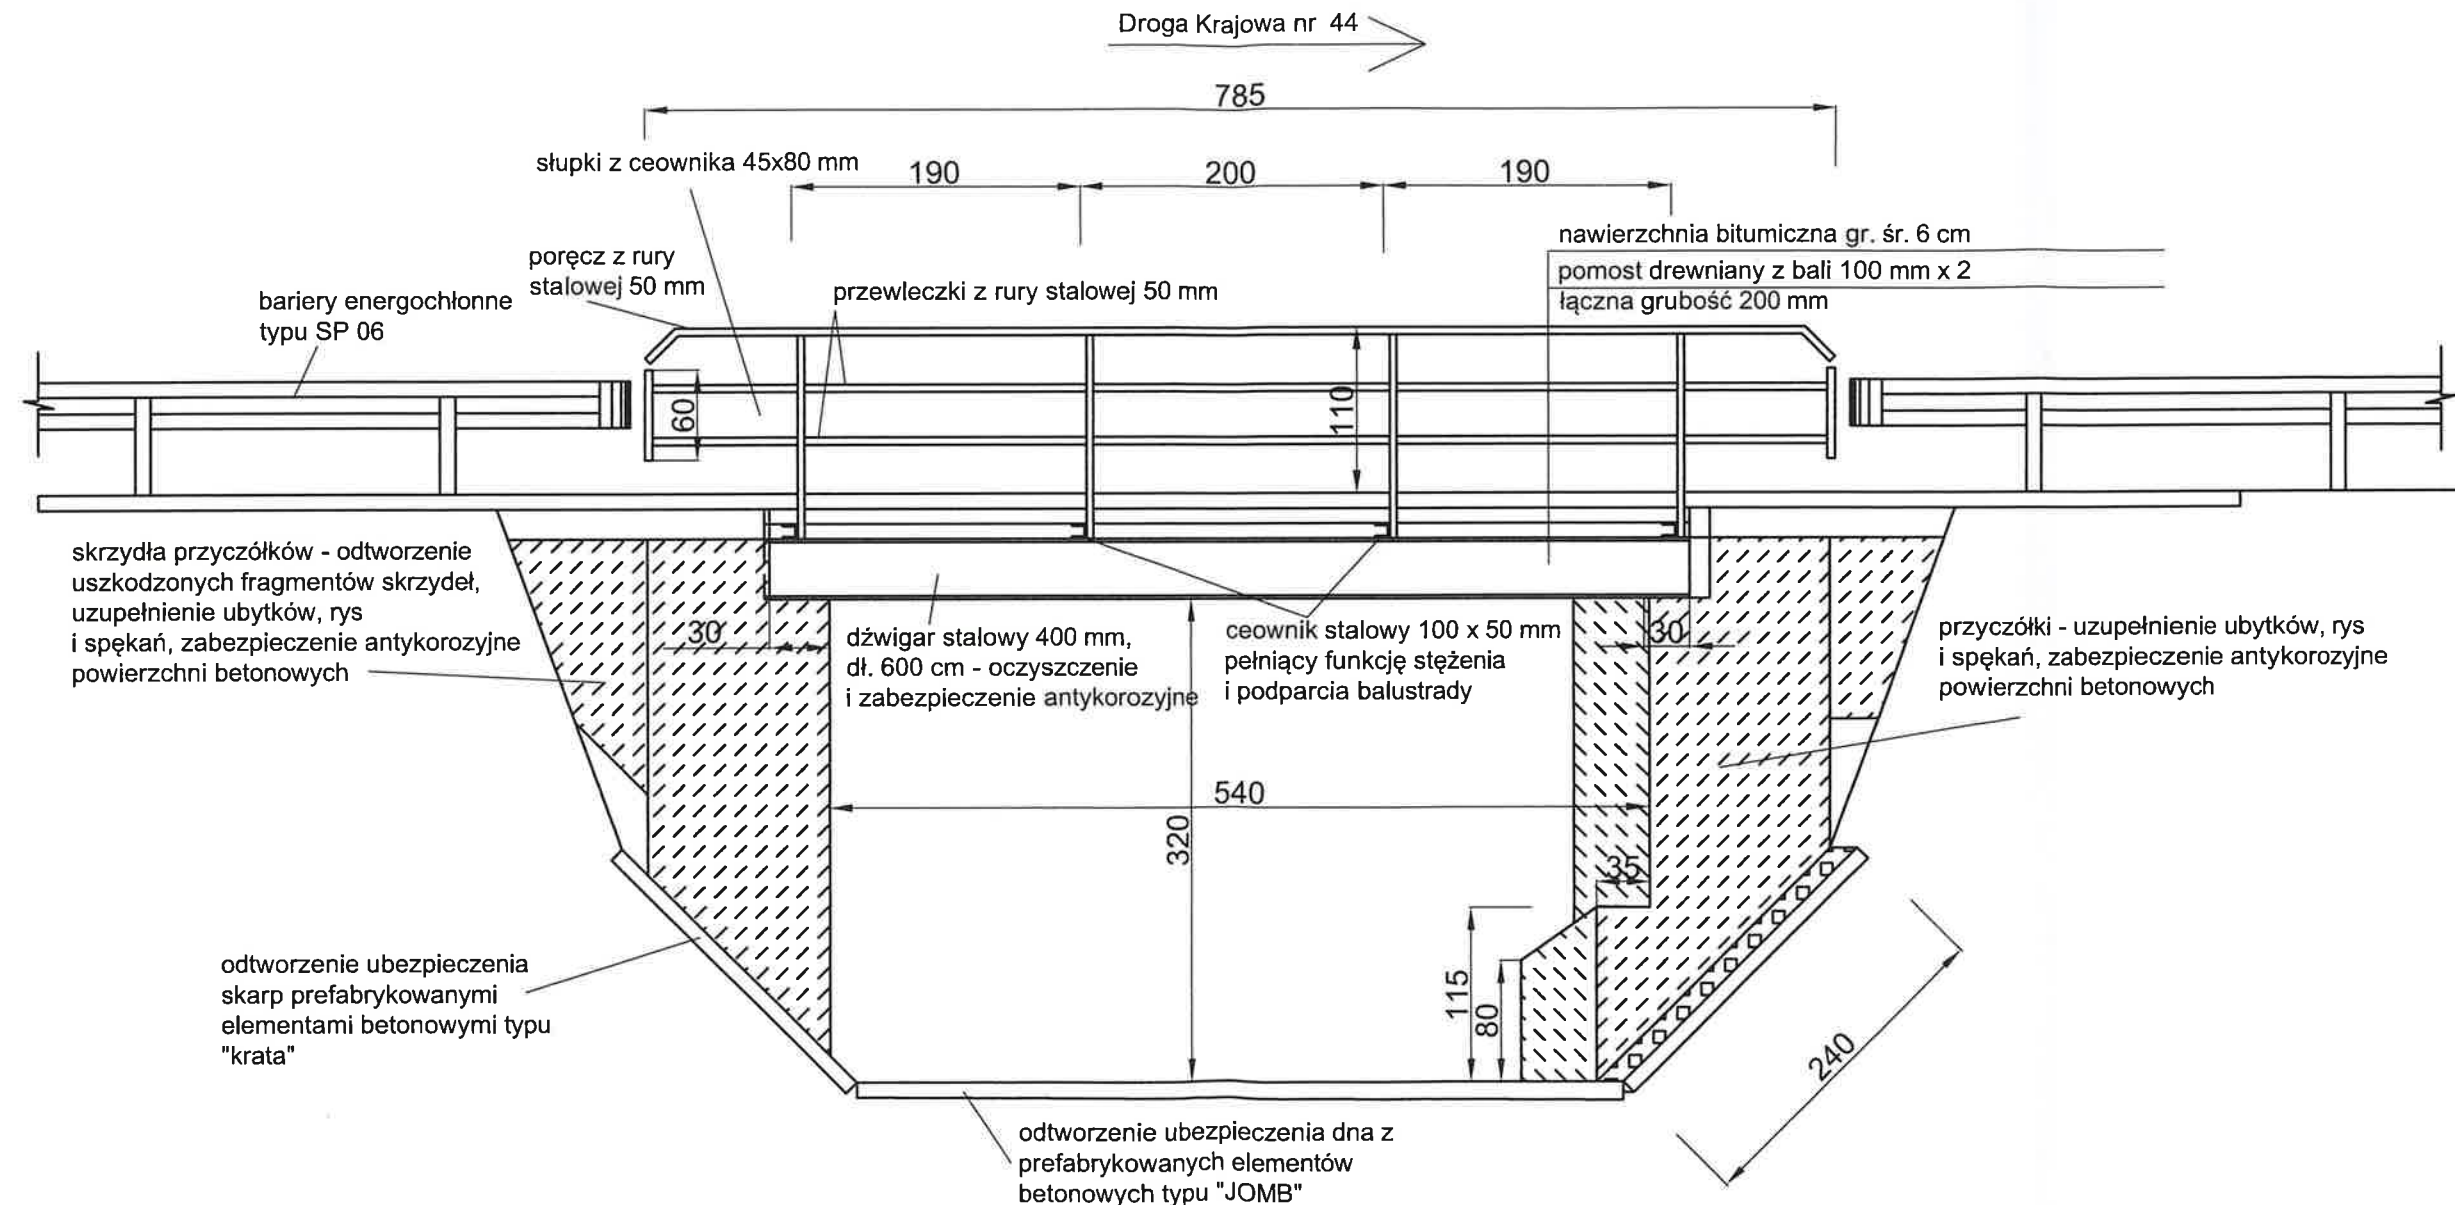 Droga Krajowa nr 44
785
słupki z ceownika 45x80 mm
190
200
190
nawierzchnia bitumiczna gr. śr. 6 cm
pomost drewniany z bali 100 mm x 2
łączna grubość 200 mm
poręcz z rury
stalowej 50 mm
przewleczki z rury stalowej 50 mm
bariery energochłonne
typu SP 06
60
110
skrzydła przyczółków - odtworzenie
uszkodzonych fragmentów skrzydeł,
uzupełnienie ubytków, rys
i spękań, zabezpieczenie antykorozyjne
powierzchni betonowych
30
dźwigar stalowy 400 mm,
dł. 600 cm - oczyszczenie
i zabezpieczenie antykorozyjne
ceownik stalowy 100 x 50 mm
pełniący funkcję stężenia
i podparcia balustrady
30
przyczółki - uzupełnienie ubytków, rys
i spękań, zabezpieczenie antykorozyjne
powierzchni betonowych
540
320
35
115
80
240
odtworzenie ubezpieczenia
skarp prefabrykowanymi
elementami betonowymi typu
"krata"
odtworzenie ubezpieczenia dna z
prefabrykowanych elementów
betonowych typu "JOMB"